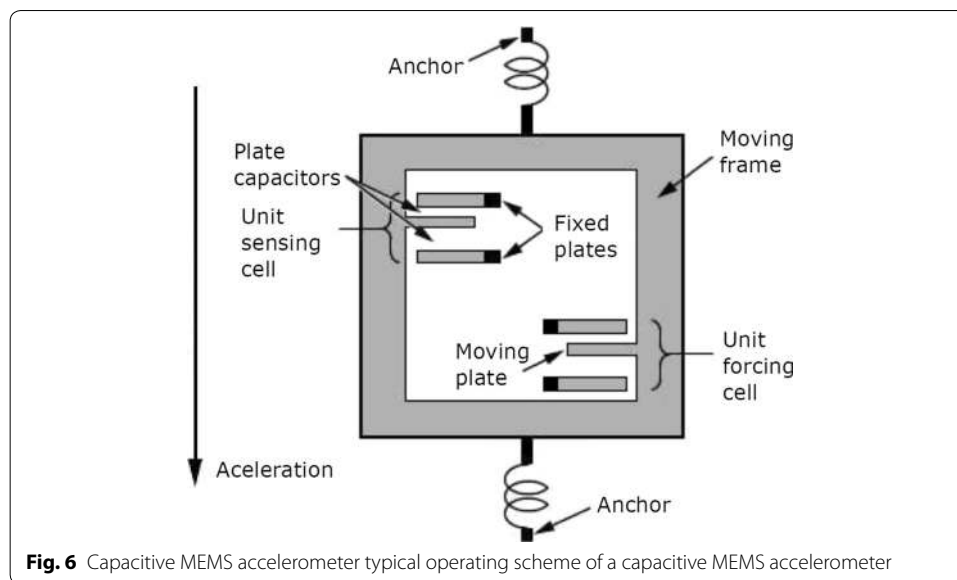 Anchor
Plate
capacitors
Moving
frame
Unit
sensing
cell
Fixed
plates
Moving
plate
Unit
forcing
cell
Aceleration
Anchor
Fig. 6 Capacitive MEMS accelerometer typical operating scheme of a capacitive MEMS accelerometer